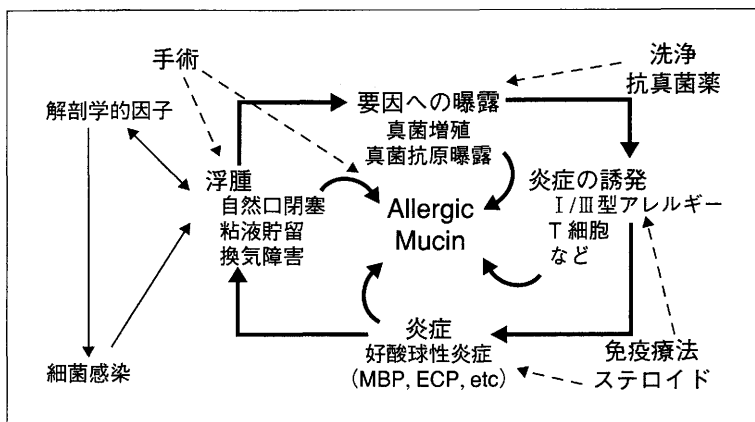 手術
洗浄
抗真菌薬
解剖学的因子
要因への曝露
真菌増殖
真菌抗原曝露
浮腫
自然口閉塞
粘液貯留
換気障害
Allergic
Mucin
炎症の誘発
Ⅰ/Ⅲ型アレルギー
T 細胞
など
炎症
好酸球性炎症
(MBP, ECP, etc)
細菌感染
免疫療法
ステロイド